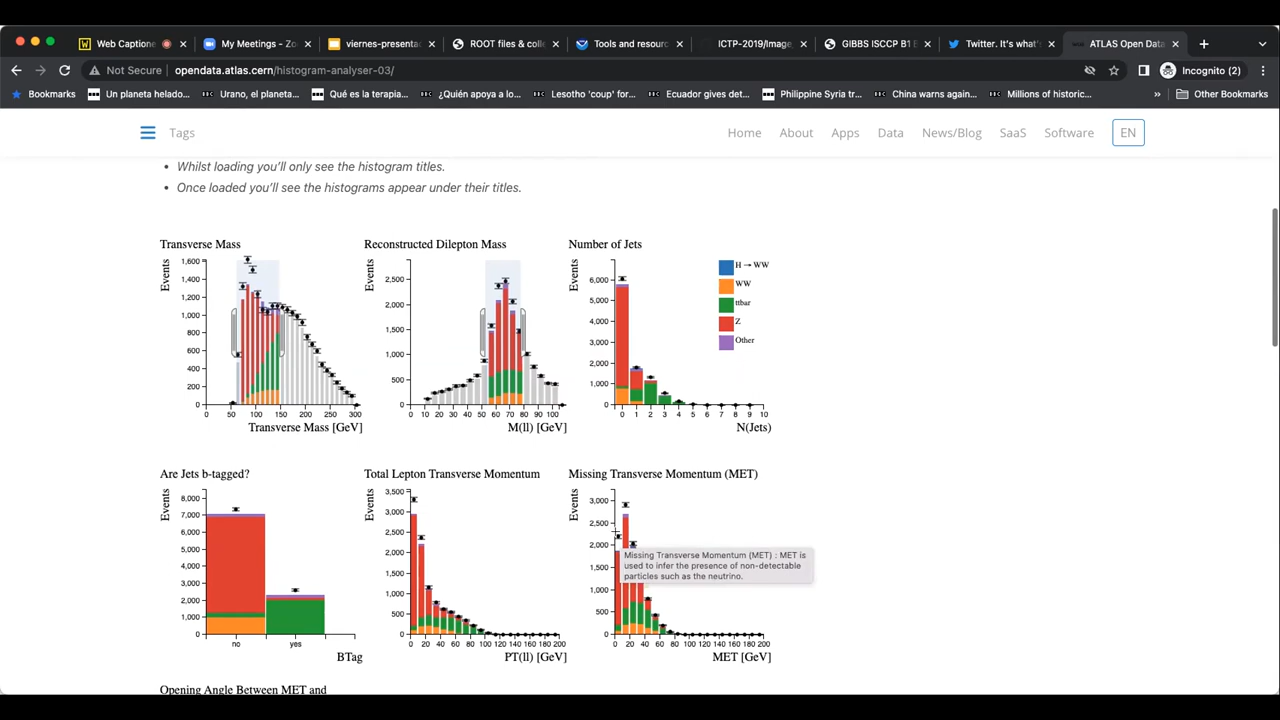 Web Captione
My Meetings - Zo
viernes-presenta
ROOT files & colle
Tools and resourc
ICTP-2019/Image_
GIBBS ISCCP B1 B
Twitter. It's what'
ATLAS Open Data
Not Secure | opendata.atlas.cern/histogram-analyser-03/
Incognito (2)
Bookmarks
Un planeta helado...
Urano, el planeta...
Qué es la terapia...
¿Quién apoya a lo...
Lesotho 'coup' for...
Ecuador gives det...
Philippine Syria tr...
China warns again...
Millions of historic...
Other Bookmarks
Tags
Home About Apps Data News/Blog SaaS Software EN
Whilst loading you'll only see the histogram titles.
Once loaded you'll see the histograms appear under their titles.
Transverse Mass
Events
1,600
1,400
1,200
1,000
800
600
400
200
0
0 50 100 150 200 250 300
Transverse Mass [GeV]
Reconstructed Dilepton Mass
Events
2,500
2,000
1,500
1,000
500
0
0 10 20 30 40 50 60 70 80 90 100
M(ll) [GeV]
Number of Jets
Events
6,000
5,000
4,000
3,000
2,000
1,000
0
0 1 2 3 4 5 6 7 8 9 10
N(Jets)
H → WW
WW
ttbar
Z
Other
Are Jets b-tagged?
Events
8,000
7,000
6,000
5,000
4,000
3,000
2,000
1,000
0
no yes
BTag
Total Lepton Transverse Momentum
Events
3,500
3,000
2,500
2,000
1,500
1,000
500
0
0 20 40 60 80 100 120 140 160 180 200
PT(ll) [GeV]
Missing Transverse Momentum (MET)
Events
3,000
2,500
2,000
1,500
1,000
500
0
0 20 40 60 80 100 120 140 160 180 200
MET [GeV]
Missing Transverse Momentum (MET) : MET is
used to infer the presence of non-detectable
particles such as the neutrino.
Opening Angle Between MET and